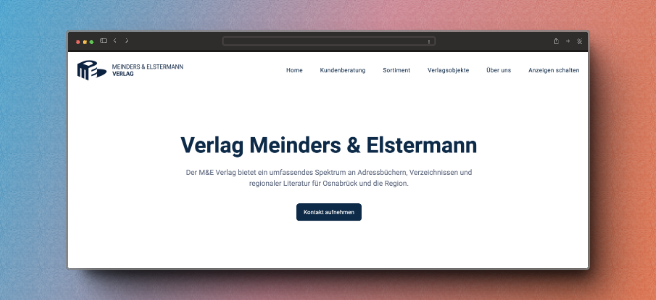 MEINDERS & ELSTERMANN
VERLAG
Home Kundenberatung Sortiment Verlagsobjekte Über uns Anzeigen schalten
Verlag Meinders & Elstermann
Der M&E Verlag bietet ein umfassendes Spektrum an Adressbüchern, Verzeichnissen und
regionaler Literatur für Osnabrück und die Region.
Kontakt aufnehmen